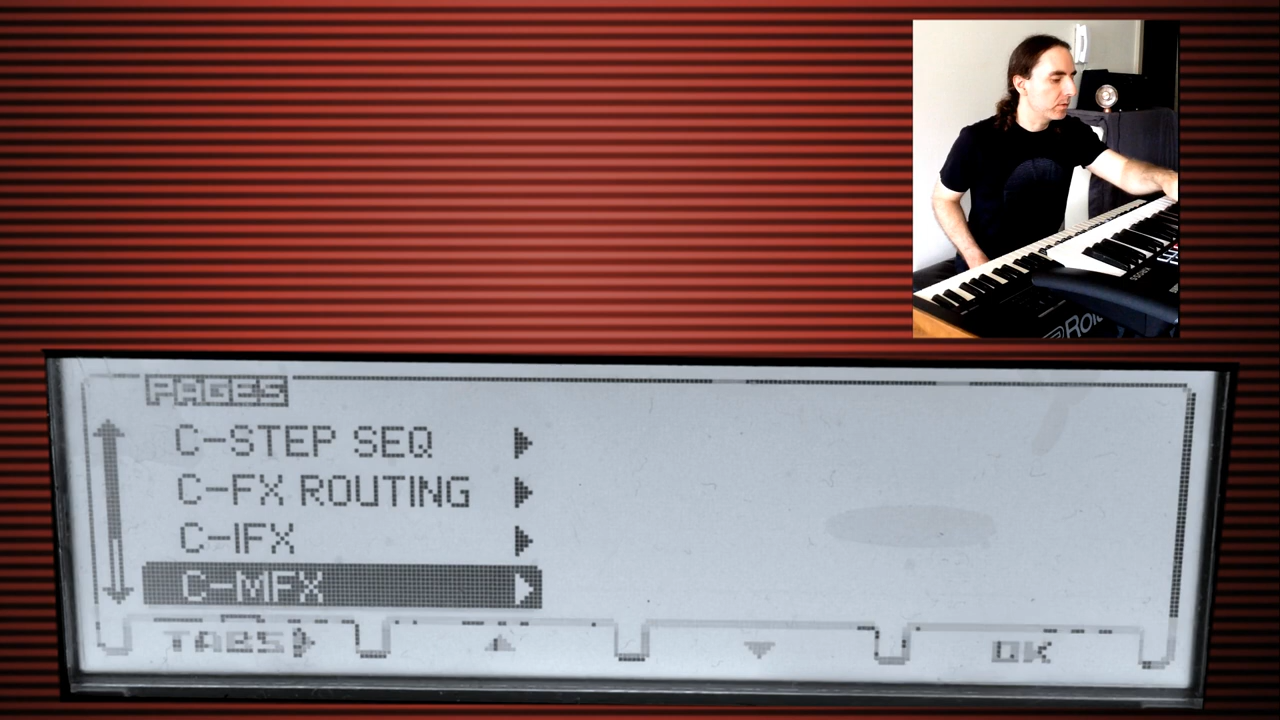 PAGES
C-STEP SEQ
C-FX ROUTING
C-IFX
C-MFX
TABS
OK